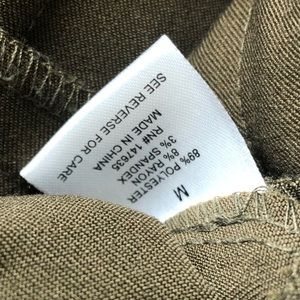 M
89% POLYESTER
8% RAYON
3% SPANDEX
RN# 147635
MADE IN CHINA
SEE REVERSE FOR CARE